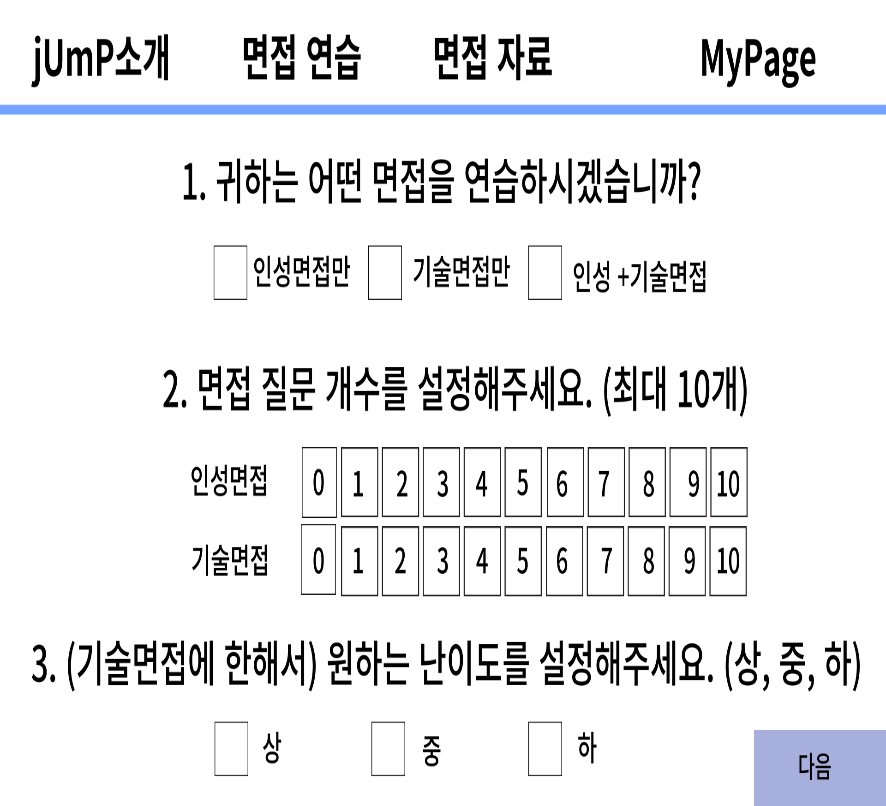 jUmP소개 면접 연습 면접 자료 MyPage
1. 귀하는 어떤 면접을 연습하시겠습니까?
인성면접만 기술면접만 인성 +기술면접
2. 면접 질문 개수를 설정해주세요. (최대 10개)
인성면접 0 1 2 3 4 5 6 7 8 9 10
기술면접 0 1 2 3 4 5 6 7 8 9 10
3. (기술면접에 한해서) 원하는 난이도를 설정해주세요. (상, 중, 하)
상 중 하
다음